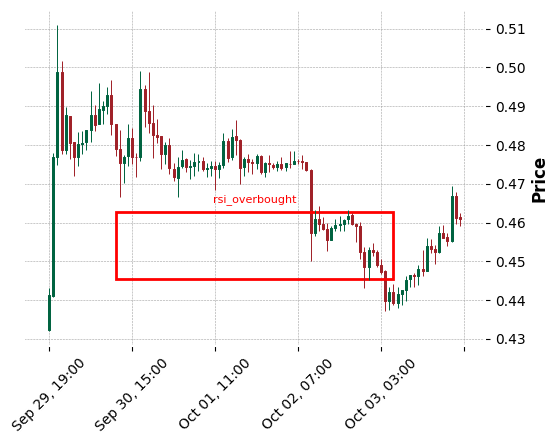 0.51
0.50
0.49
0.48
0.47
0.46
0.45
0.44
0.43
Price
rsi_overbought
Sep 29, 19:00
Sep 30, 15:00
Oct 01, 11:00
Oct 02, 07:00
Oct 03, 03:00